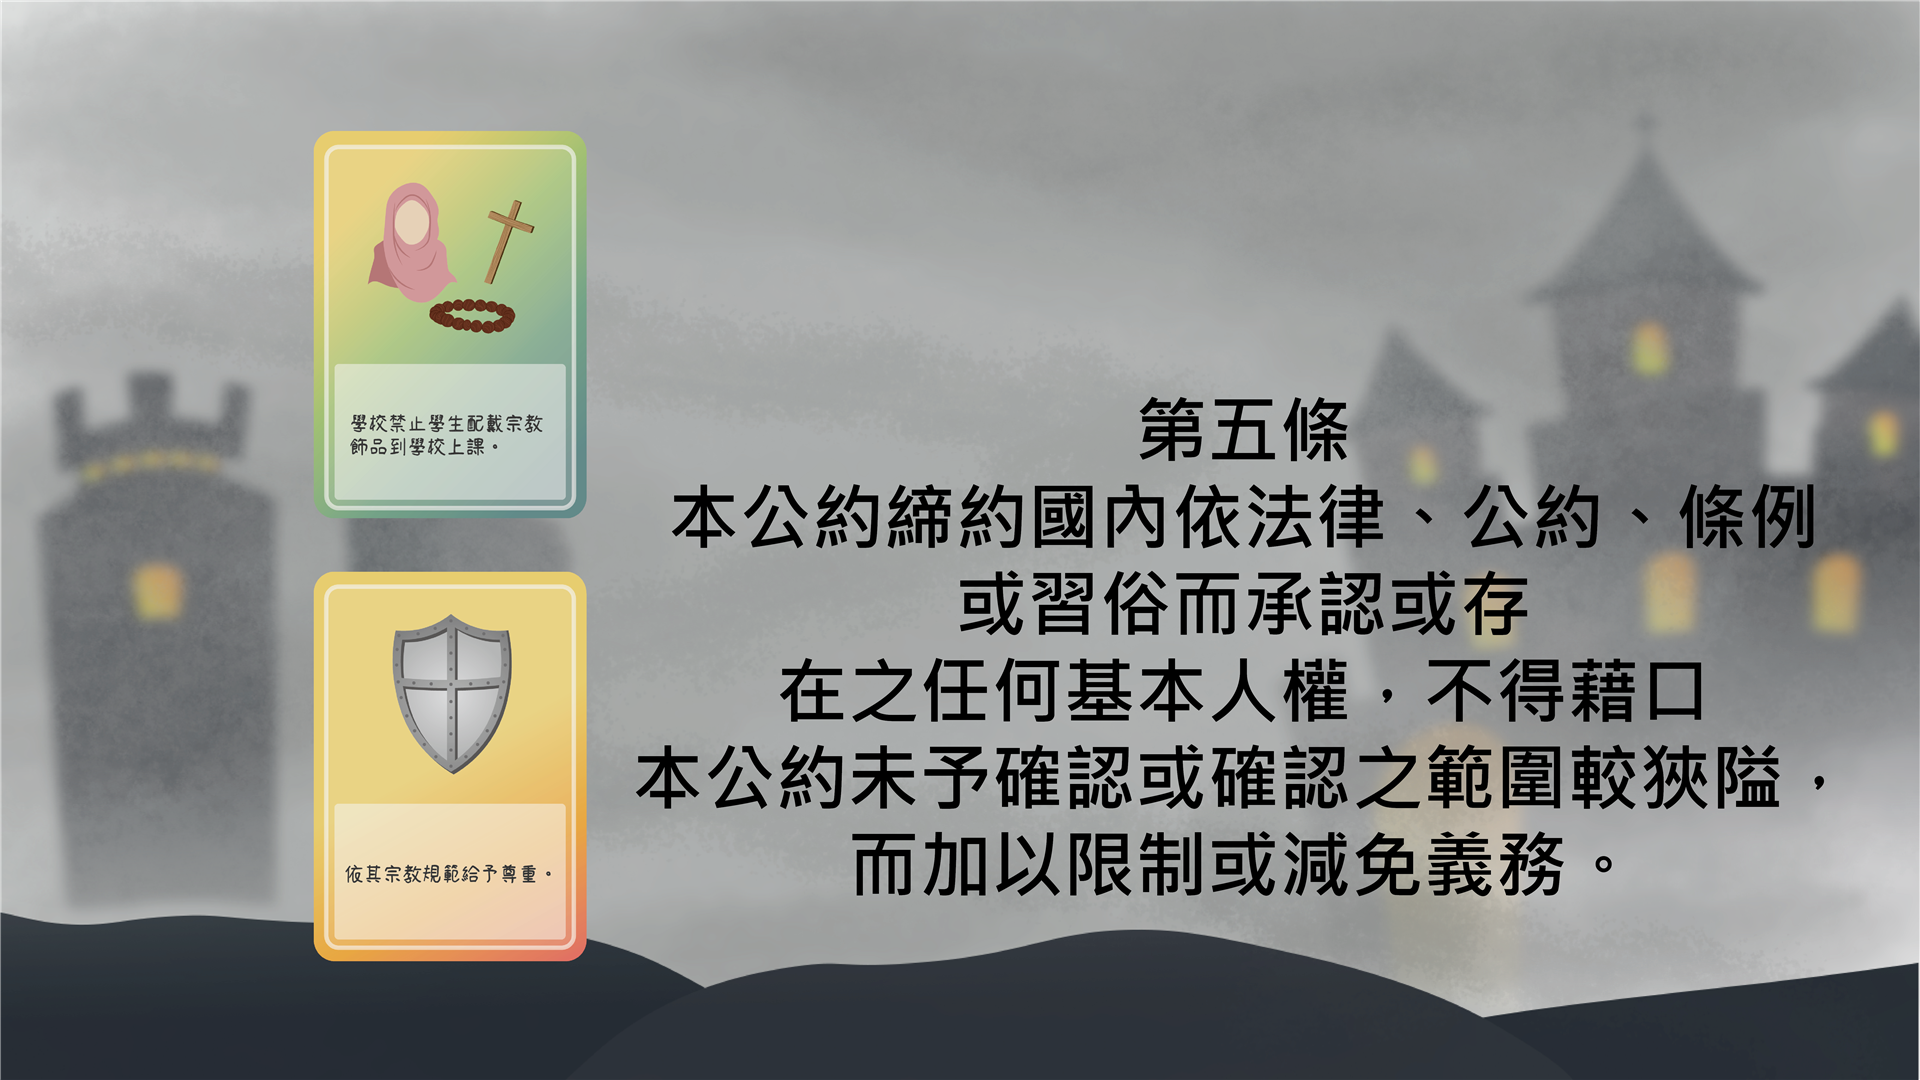 學校禁止學生配戴宗教
飾品到學校上課。
依其宗教規範給予尊重。
第五條
本公約締約國內依法律、公約、條例
或習俗而承認或存
在之任何基本人權，不得藉口
本公約未予確認或確認之範圍較狹隘，
而加以限制或減免義務。